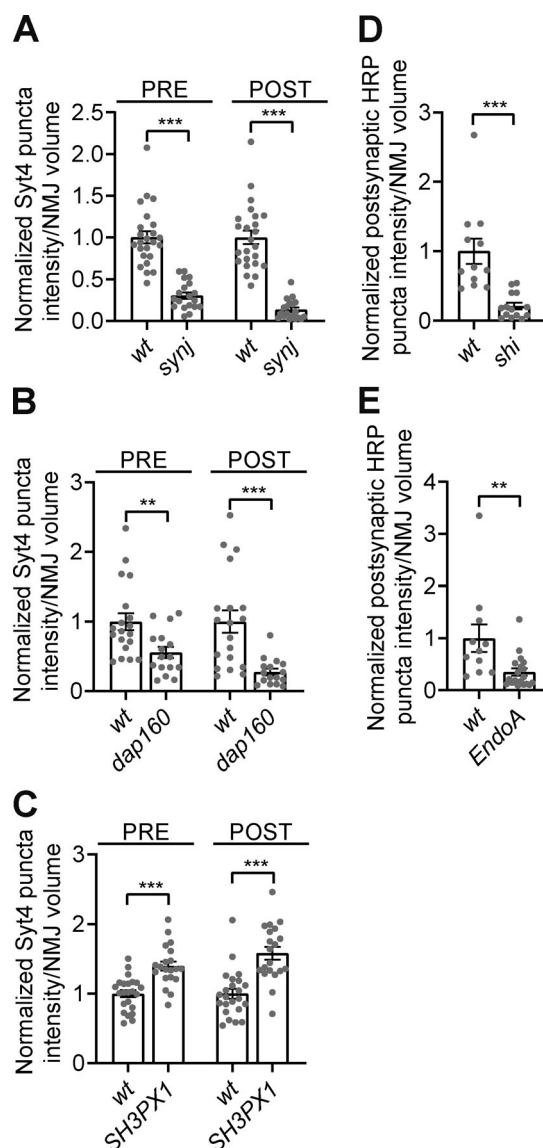 A
PRE POST
Normalized Syt4 puncta
intensity/NMJ volume
2.5
2.0
1.5
1.0
0.5
0.0
*** ***
wt synj wt synj
B
PRE POST
Normalized Syt4 puncta
intensity/NMJ volume
3
2
1
0
** ***
wt dap160 wt dap160
C
PRE POST
Normalized Syt4 puncta
intensity/NMJ volume
3
2
1
0
*** ***
wt SH3PX1 wt SH3PX1
D
Normalized postsynaptic HRP
puncta intensity/NMJ volume
3
2
1
0
***
wt shi
E
Normalized postsynaptic HRP
puncta intensity/NMJ volume
4
3
2
1
0
**
wt EndoA